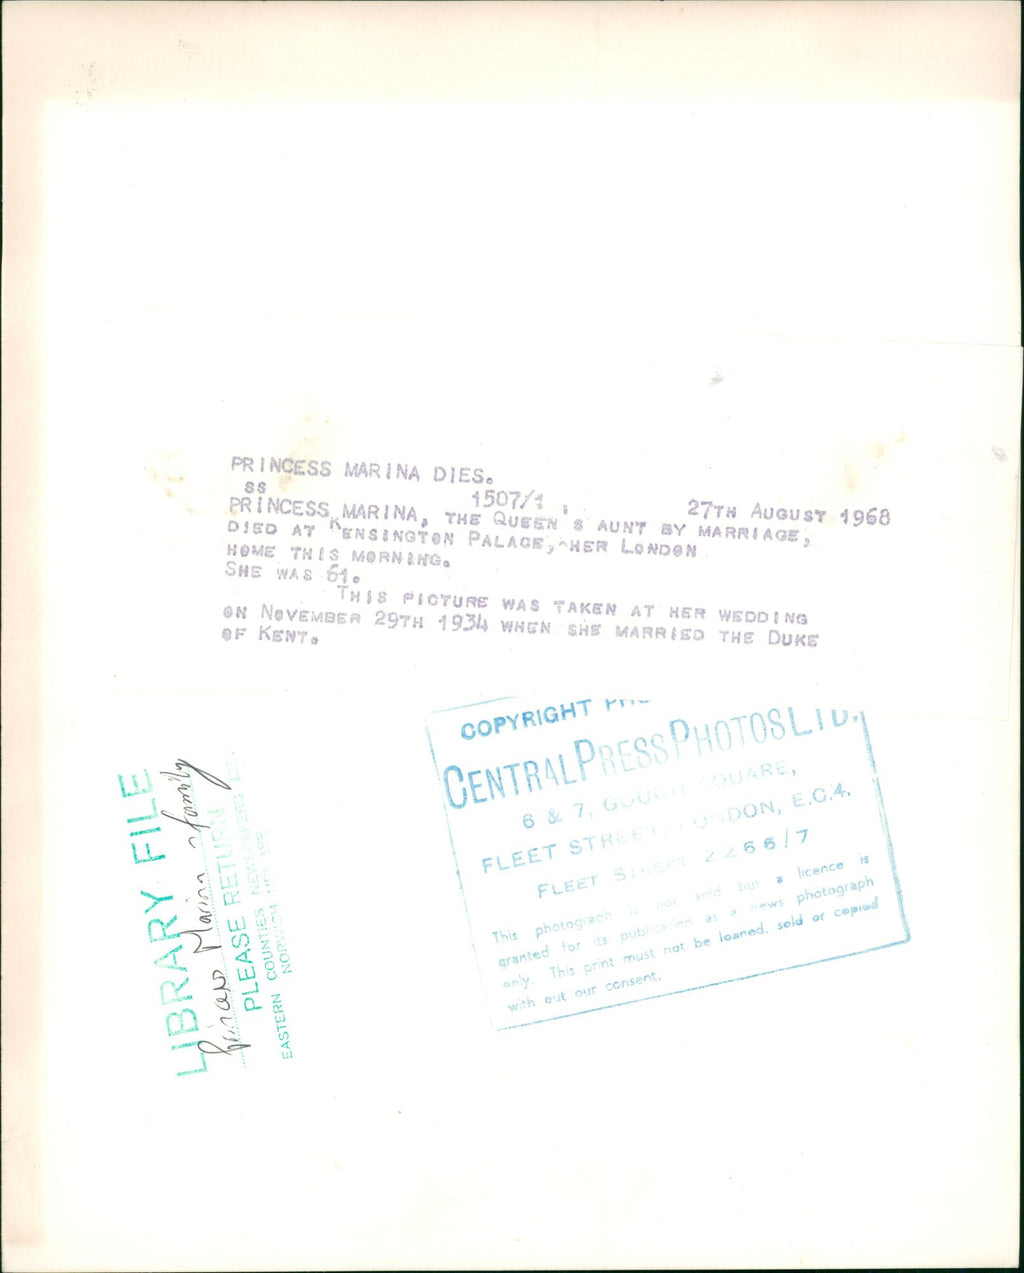 PRINCESS MARINA DIES.
SS 1507/1 27TH AUGUST 1968
PRINCESS MARINA, THE QUEEN S AUNT BY MARRIAGE,
DIED AT KENSINGTON PALACE, HER LONDON
HOME THIS MORNING.
SHE WAS 61.
THIS PICTURE WAS TAKEN AT HER WEDDING
ON NOVEMBER 29TH 1934 WHEN SHE MARRIED THE DUKE
OF KENT.
COPYRIGHT
CENTRAL PRESS PHOTOS LTD.
6 & 7, GOUGH SQUARE,
FLEET STREET, LONDON, E.C.4.
FLEET STREET 2266/7
This photograph is not sold but a licence is
granted for its publication as a news photograph
only. This print must not be loaned, sold or copied
with out our consent.
LIBRARY FILE
Princess Marina & family
PLEASE RETURN
EASTERN COUNTIES NEWSPAPERS
NORWICH